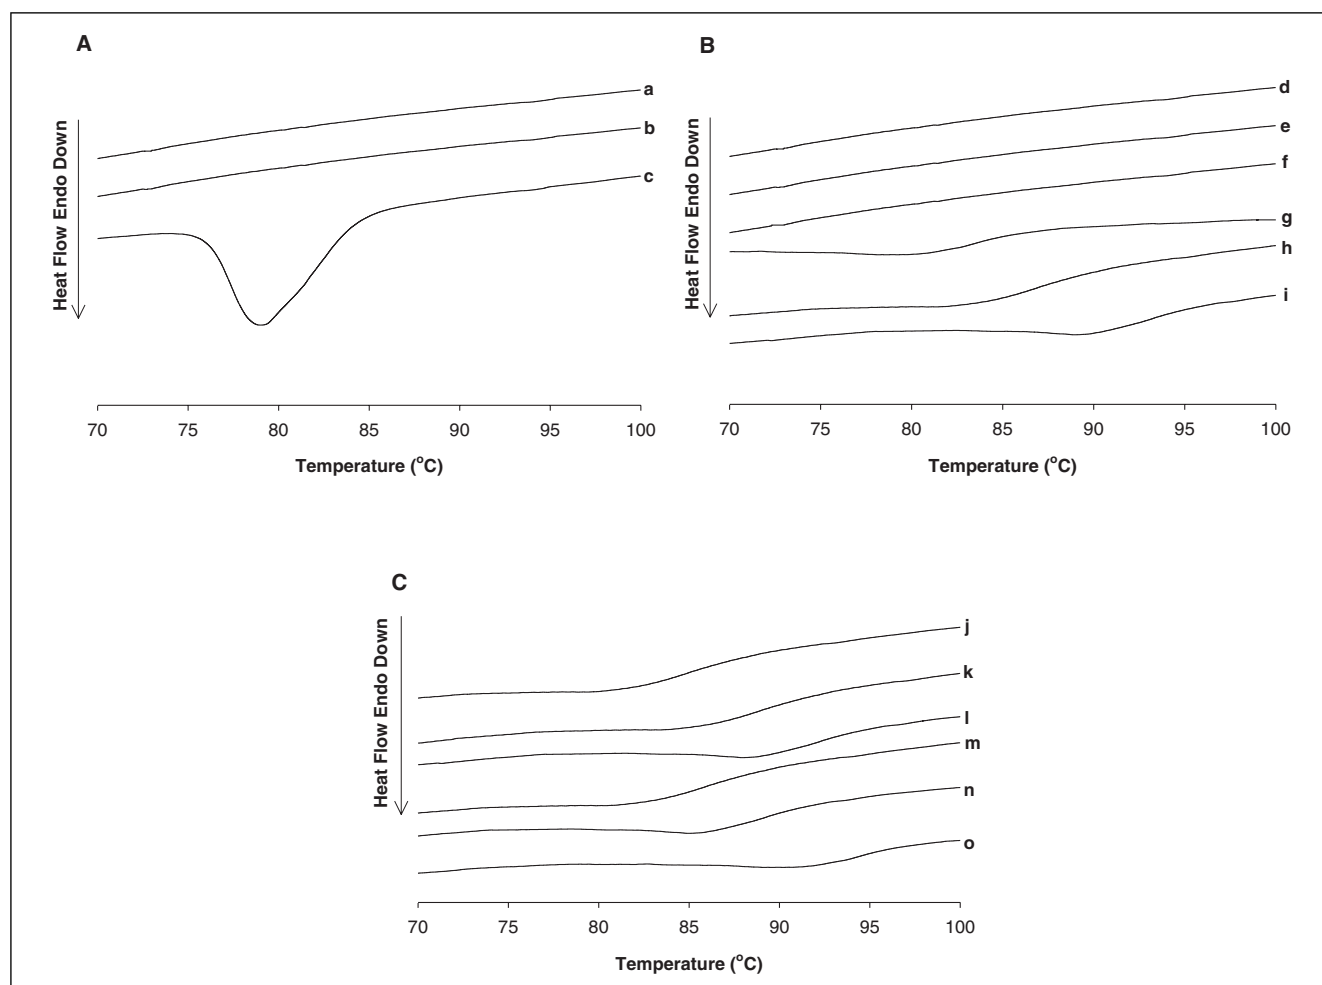 A
a
b
c
Heat Flow Endo Down
70 75 80 85 90 95 100
Temperature (°C)
B
d
e
f
g
h
i
Heat Flow Endo Down
70 75 80 85 90 95 100
Temperature (°C)
C
j
k
l
m
n
o
Heat Flow Endo Down
70 75 80 85 90 95 100
Temperature (°C)